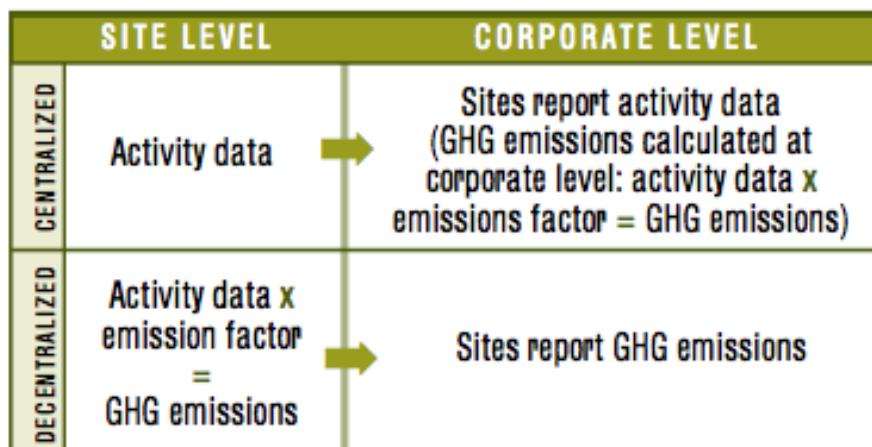 SITE LEVEL
CORPORATE LEVEL
CENTRALIZED
Activity data
Sites report activity data
(GHG emissions calculated at
corporate level: activity data x
emissions factor = GHG emissions)
DECENTRALIZED
Activity data x
emission factor
=
GHG emissions
Sites report GHG emissions